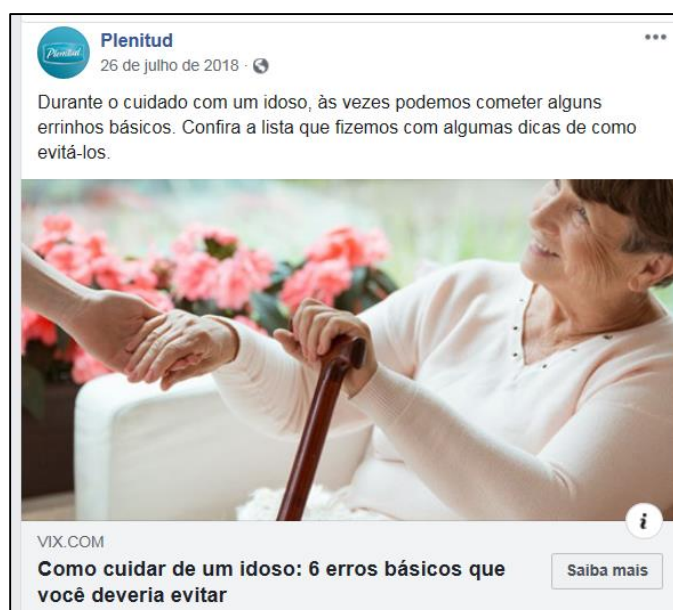 Plenitud
Plenitud
26 de julho de 2018 ·
Durante o cuidado com um idoso, às vezes podemos cometer alguns
errinhos básicos. Confira a lista que fizemos com algumas dicas de como
evitá-los.
i
VIX.COM
Como cuidar de um idoso: 6 erros básicos que
você deveria evitar
Saiba mais